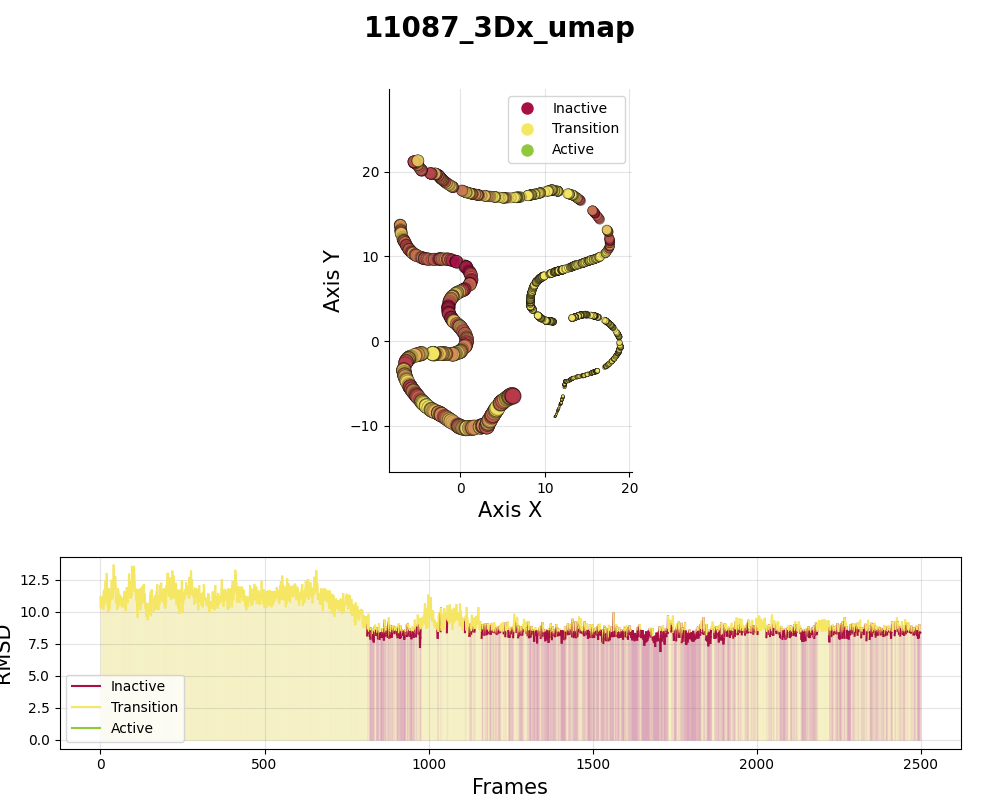 11087_3Dx_umap
Inactive
Transition
Active
20
10
0
−10
Axis Y
0 10 20
Axis X
12.5
10.0
7.5
5.0
2.5
0.0
RMSD
Inactive
Transition
Active
0 500 1000 1500 2000 2500
Frames